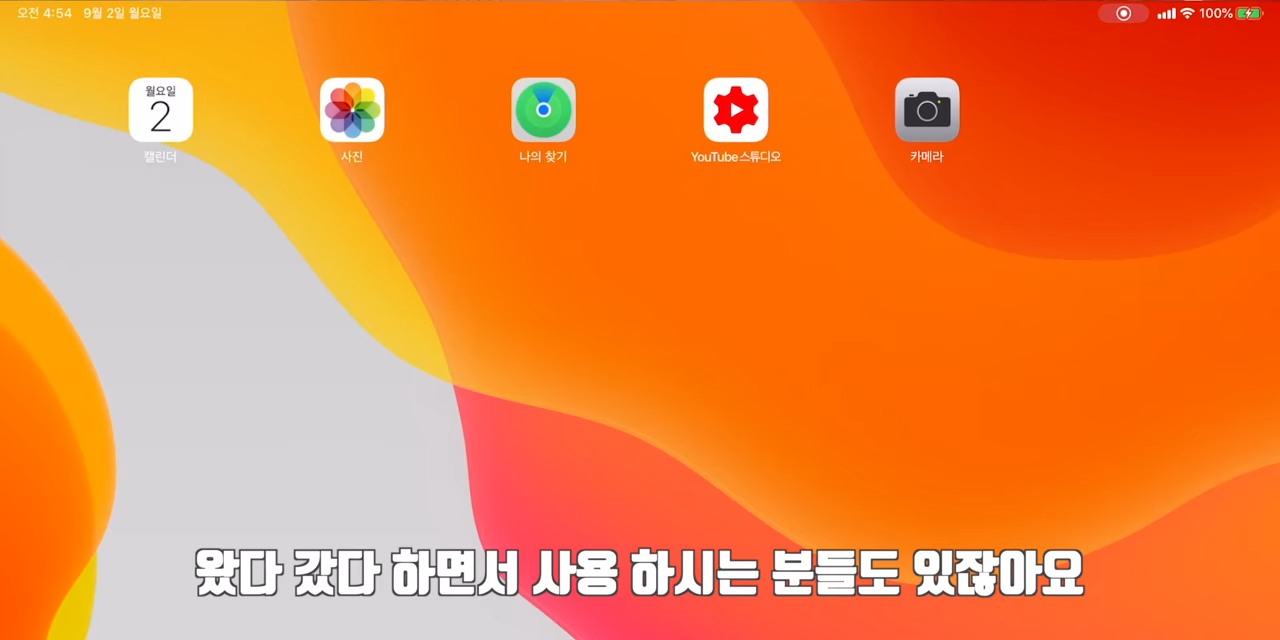 오전 4:54 9월 2일 월요일
100%
월요일
2
캘린더
사진
나의 찾기
YouTube스튜디오
카메라
왔다 갔다 하면서 사용 하시는 분들도 있잖아요